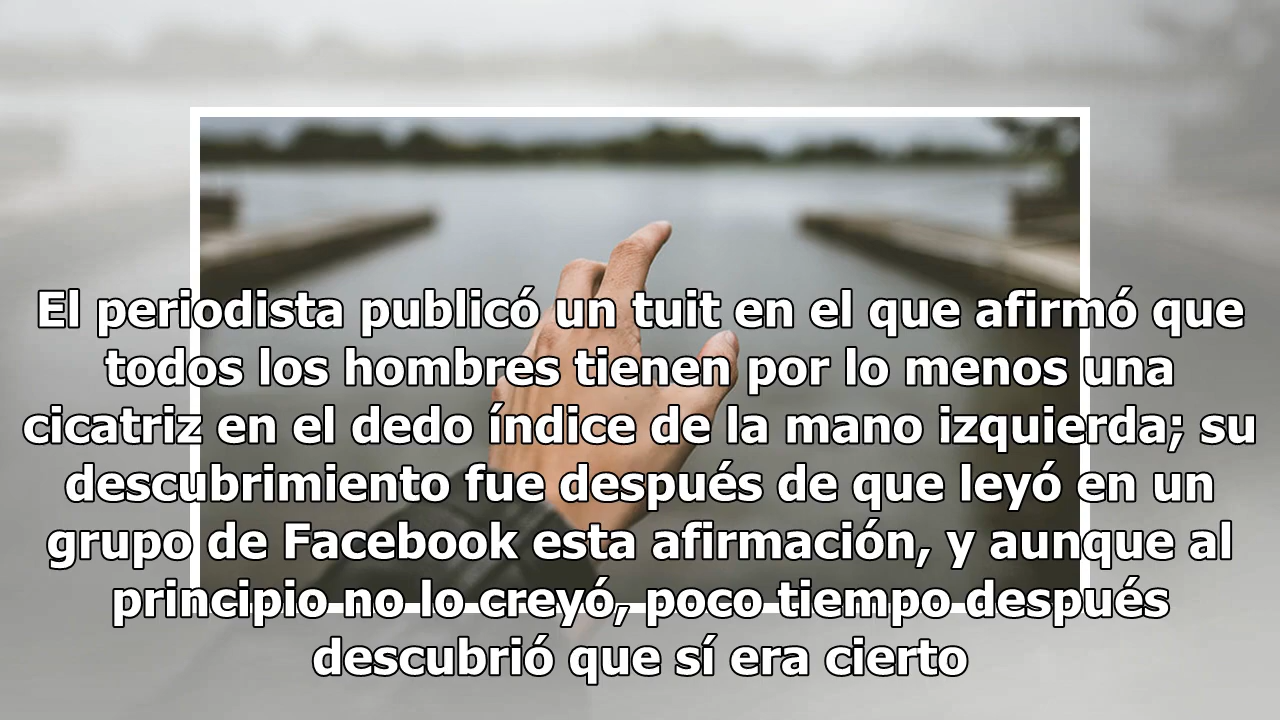 El periodista publicó un tuit en el que afirmó que
todos los hombres tienen por lo menos una
cicatriz en el dedo índice de la mano izquierda; su
descubrimiento fue después de que leyó en un
grupo de Facebook esta afirmación, y aunque al
principio no lo creyó, poco tiempo después
descubrió que sí era cierto